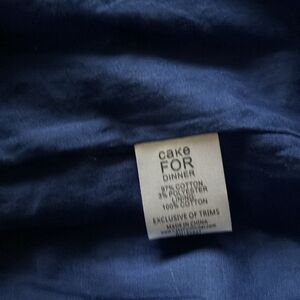 cake
FOR
DINNER
97% COTTON
3% POLYESTER
LINING
100% COTTON
EXCLUSIVE OF TRIMS
MADE IN CHINA